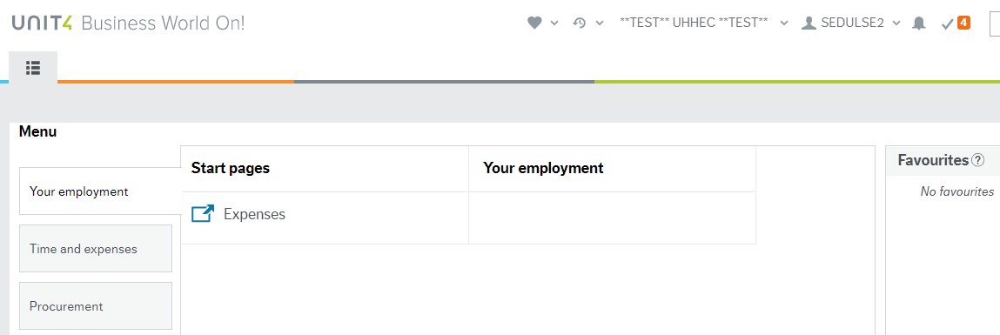 UNIT4 Business World On!
**TEST** UHHEC **TEST**
SEDULSE2
4
Menu
Your employment
Time and expenses
Procurement
Start pages
Your employment
Expenses
Favourites ?
No favourites